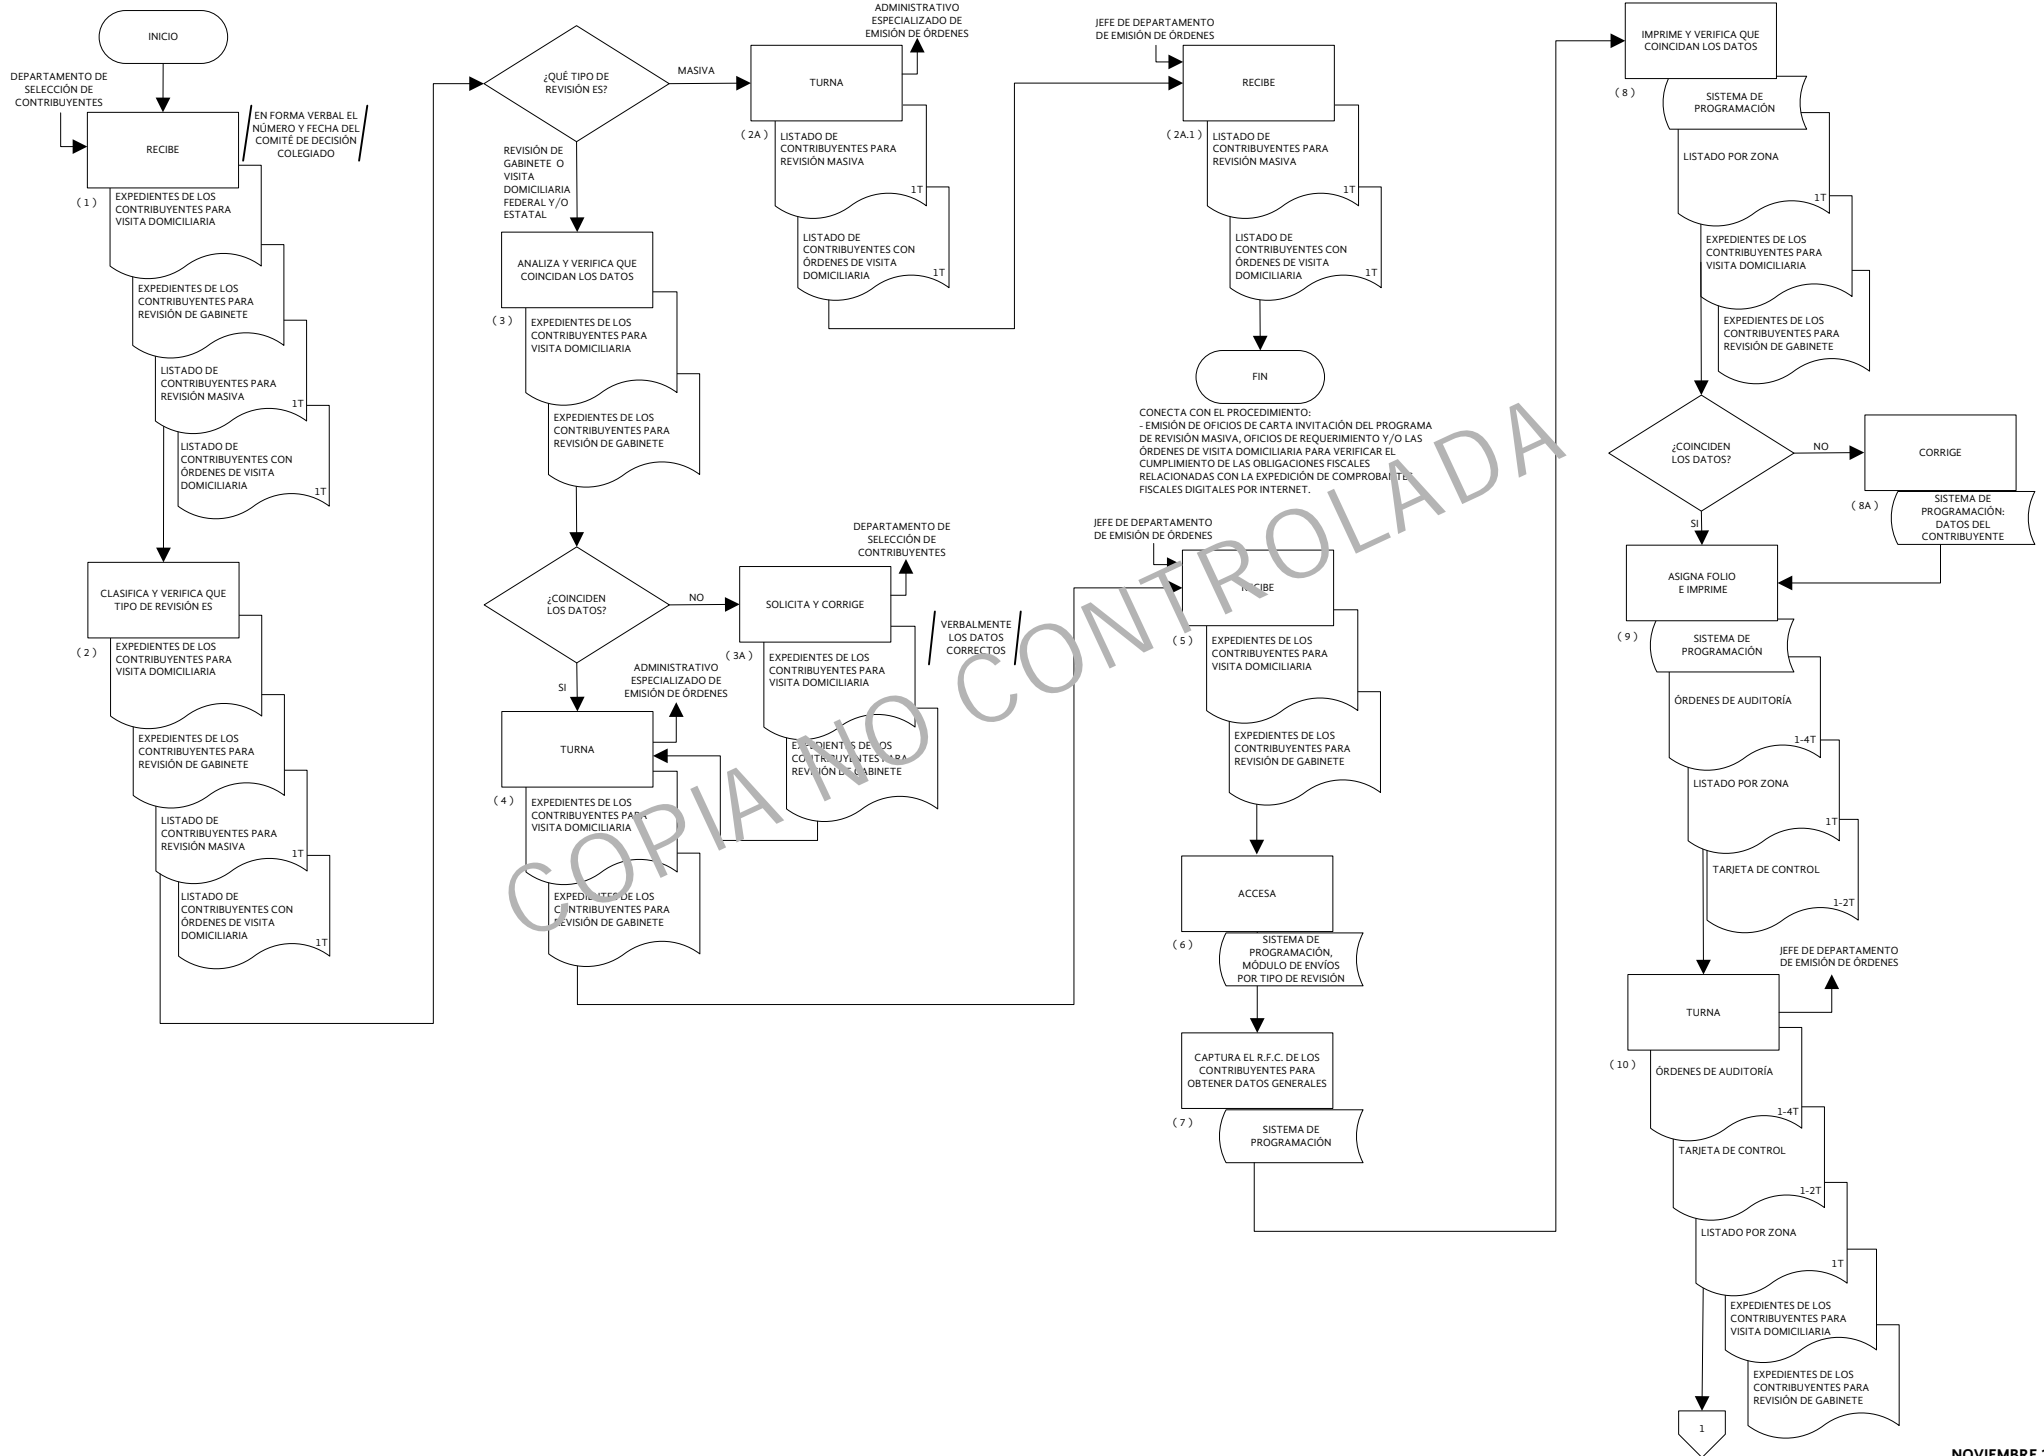 INICIO
DEPARTAMENTO DE
SELECCIÓN DE
CONTRIBUYENTES
RECIBE
EN FORMA VERBAL EL
NÚMERO Y FECHA DEL
COMITÉ DE DECISIÓN
COLEGIADO
( 1 )
EXPEDIENTES DE LOS
CONTRIBUYENTES PARA
VISITA DOMICILIARIA
EXPEDIENTES DE LOS
CONTRIBUYENTES PARA
REVISIÓN DE GABINETE
LISTADO DE
CONTRIBUYENTES PARA
REVISIÓN MASIVA
1T
LISTADO DE
CONTRIBUYENTES CON
ÓRDENES DE VISITA
DOMICILIARIA
1T
CLASIFICA Y VERIFICA QUE
TIPO DE REVISIÓN ES
( 2 )
EXPEDIENTES DE LOS
CONTRIBUYENTES PARA
VISITA DOMICILIARIA
EXPEDIENTES DE LOS
CONTRIBUYENTES PARA
REVISIÓN DE GABINETE
LISTADO DE
CONTRIBUYENTES PARA
REVISIÓN MASIVA
1T
LISTADO DE
CONTRIBUYENTES CON
ÓRDENES DE VISITA
DOMICILIARIA
1T
¿QUÉ TIPO DE
REVISIÓN ES?
MASIVA
ADMINISTRATIVO
ESPECIALIZADO DE
EMISIÓN DE ÓRDENES
TURNA
( 2A )
LISTADO DE
CONTRIBUYENTES PARA
REVISIÓN MASIVA
1T
LISTADO DE
CONTRIBUYENTES CON
ÓRDENES DE VISITA
DOMICILIARIA
1T
REVISIÓN DE
GABINETE O
VISITA
DOMICILIARIA
FEDERAL Y/O
ESTATAL
ANALIZA Y VERIFICA QUE
COINCIDAN LOS DATOS
( 3 )
EXPEDIENTES DE LOS
CONTRIBUYENTES PARA
VISITA DOMICILIARIA
EXPEDIENTES DE LOS
CONTRIBUYENTES PARA
REVISIÓN DE GABINETE
¿COINCIDEN
LOS DATOS?
NO
DEPARTAMENTO DE
SELECCIÓN DE
CONTRIBUYENTES
SOLICITA Y CORRIGE
VERBALMENTE
LOS DATOS
CORRECTOS
( 3A )
EXPEDIENTES DE LOS
CONTRIBUYENTES PARA
VISITA DOMICILIARIA
EXPEDIENTES DE LOS
CONTRIBUYENTES PARA
REVISIÓN DE GABINETE
SI
ADMINISTRATIVO
ESPECIALIZADO DE
EMISIÓN DE ÓRDENES
TURNA
( 4 )
EXPEDIENTES DE LOS
CONTRIBUYENTES PARA
VISITA DOMICILIARIA
EXPEDIENTES DE LOS
CONTRIBUYENTES PARA
REVISIÓN DE GABINETE
JEFE DE DEPARTAMENTO
DE EMISIÓN DE ÓRDENES
RECIBE
( 2A.1 )
LISTADO DE
CONTRIBUYENTES PARA
REVISIÓN MASIVA
1T
LISTADO DE
CONTRIBUYENTES CON
ÓRDENES DE VISITA
DOMICILIARIA
1T
FIN
CONECTA CON EL PROCEDIMIENTO:
- EMISIÓN DE OFICIOS DE CARTA INVITACIÓN DEL PROGRAMA
DE REVISIÓN MASIVA, OFICIOS DE REQUERIMIENTO Y/O LAS
ÓRDENES DE VISITA DOMICILIARIA PARA VERIFICAR EL
CUMPLIMIENTO DE LAS OBLIGACIONES FISCALES
RELACIONADAS CON LA EXPEDICIÓN DE COMPROBANTES
FISCALES DIGITALES POR INTERNET.
JEFE DE DEPARTAMENTO
DE EMISIÓN DE ÓRDENES
RECIBE
( 5 )
EXPEDIENTES DE LOS
CONTRIBUYENTES PARA
VISITA DOMICILIARIA
EXPEDIENTES DE LOS
CONTRIBUYENTES PARA
REVISIÓN DE GABINETE
ACCESA
( 6 )
SISTEMA DE
PROGRAMACIÓN,
MÓDULO DE ENVÍOS
POR TIPO DE REVISIÓN
CAPTURA EL R.F.C. DE LOS
CONTRIBUYENTES PARA
OBTENER DATOS GENERALES
( 7 )
SISTEMA DE
PROGRAMACIÓN
IMPRIME Y VERIFICA QUE
COINCIDAN LOS DATOS
( 8 )
SISTEMA DE
PROGRAMACIÓN
LISTADO POR ZONA
1T
EXPEDIENTES DE LOS
CONTRIBUYENTES PARA
VISITA DOMICILIARIA
EXPEDIENTES DE LOS
CONTRIBUYENTES PARA
REVISIÓN DE GABINETE
¿COINCIDEN
LOS DATOS?
NO
CORRIGE
( 8A )
SISTEMA DE
PROGRAMACIÓN:
DATOS DEL
CONTRIBUYENTE
SI
ASIGNA FOLIO
E IMPRIME
( 9 )
SISTEMA DE
PROGRAMACIÓN
ÓRDENES DE AUDITORÍA
1-4T
LISTADO POR ZONA
1T
TARJETA DE CONTROL
1-2T
JEFE DE DEPARTAMENTO
DE EMISIÓN DE ÓRDENES
TURNA
( 10 )
ÓRDENES DE AUDITORÍA
1-4T
TARJETA DE CONTROL
1-2T
LISTADO POR ZONA
1T
EXPEDIENTES DE LOS
CONTRIBUYENTES PARA
VISITA DOMICILIARIA
EXPEDIENTES DE LOS
CONTRIBUYENTES PARA
REVISIÓN DE GABINETE
1
COPIA NO CONTROLADA
NOVIEMBRE